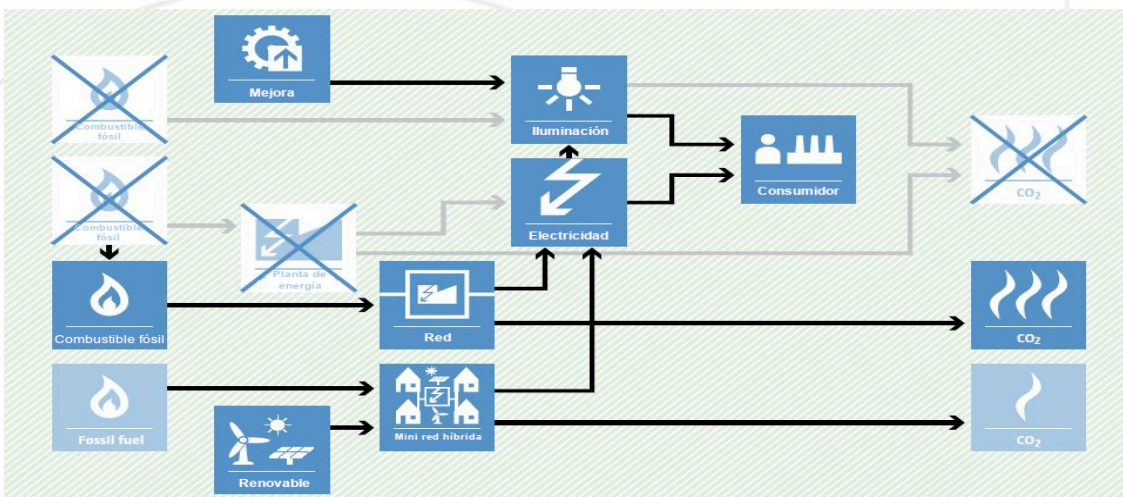 Mejora
Combustible
fósil
Iluminación
Consumidor
CO₂
Combustible
fósil
Electricidad
Planta de
energía
Combustible fósil
Red
CO₂
Fossil fuel
Mini red híbrida
CO₂
Renovable